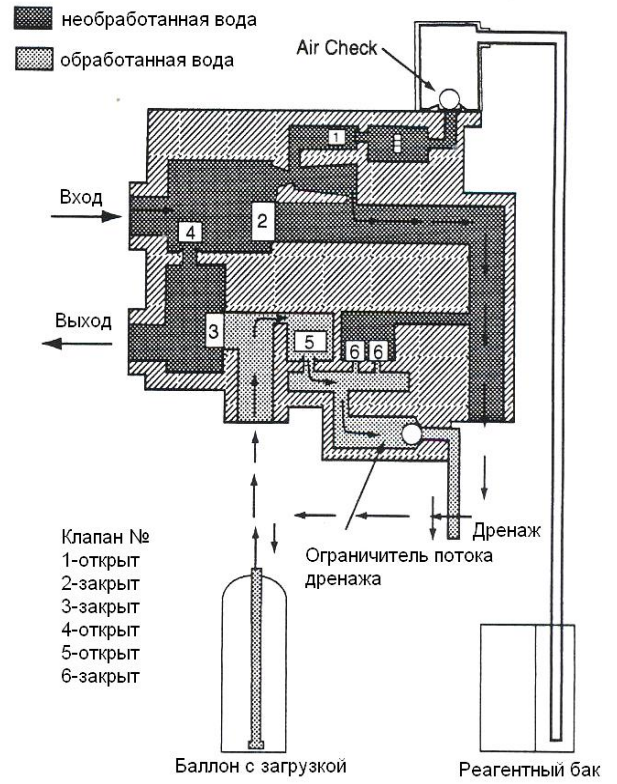 необработанная вода
обработанная вода
Air Check
1
Вход
2
4
Выход
3
5
6 6
Дренаж
Ограничитель потока
дренажа
Клапан №
1-открыт
2-закрыт
3-закрыт
4-открыт
5-открыт
6-закрыт
Баллон с загрузкой
Реагентный бак